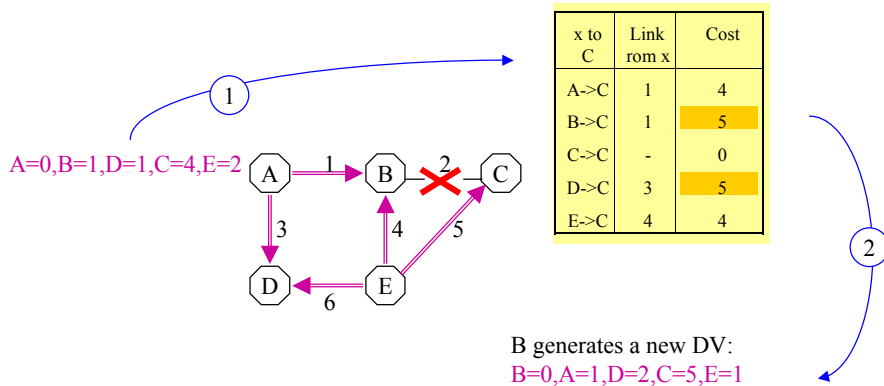 x to C
Link rom x
Cost
A->C 1 4
B->C 1 5
C->C - 0
D->C 3 5
E->C 4 4
1
A=0,B=1,D=1,C=4,E=2
A
1
B
2
C
3
4
5
D
6
E
2
B generates a new DV:
B=0,A=1,D=2,C=5,E=1